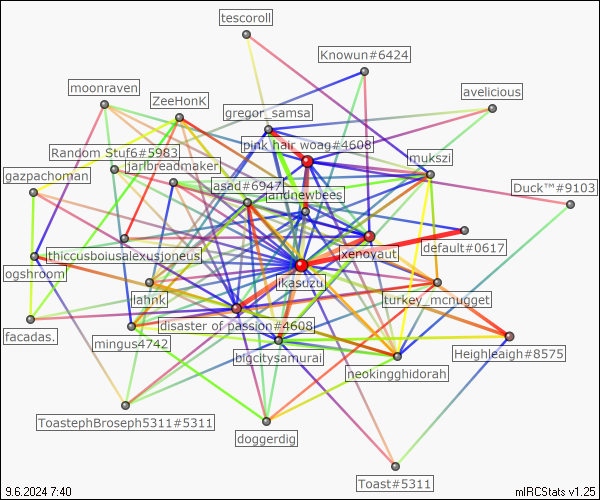 tescoroll
Knowun#6424
moonraven
ZeeHonK
avelicious
gregor_samsa
pink hair woag#4608
Random Stuf6#5983
mukszi
jailbreadmaker
gazpachoman
asad#6947
andnewbees
Duck™#9103
default#0617
thiccusboiusalexusjoneus
xenoyaut
ogshroom
ikasuzu
lahnk
turkey_mcnugget
disaster of passion#4608
facadas.
mingus4742
bigcitysamurai
Heighleaigh#8575
neokingghidorah
ToastephBroseph5311#5311
doggerdig
Toast#5311
9.6.2024 7:40
mIRCStats v1.25